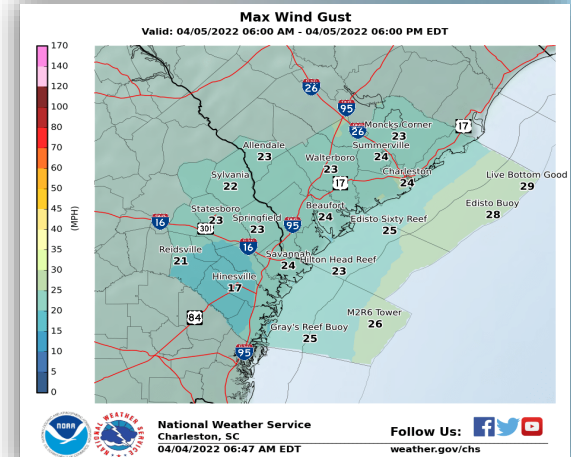 Max Wind Gust
Valid: 04/05/2022 06:00 AM - 04/05/2022 06:00 PM EDT
170
140
120
100
80
70
60
50
45
40
35
30
25
20
15
10
5
0
(MPH)
26
95
26
Moncks Corner
23
17
Allendale
23
Summerville
24
Walterboro
23
Sylvania
22
17
Charleston
24
Live Bottom Good
29
Edisto Buoy
28
Statesboro
23
Springfield
23
Beaufort
24
Edisto Sixty Reef
25
16
301
95
16
Reidsville
21
Savannah
24
Hilton Head Reef
23
Hinesville
17
84
M2R6 Tower
26
Gray's Reef Buoy
25
95
NOAA
NATIONAL WEATHER SERVICE
National Weather Service
Charleston, SC
04/04/2022 06:47 AM EDT
Follow Us:
weather.gov/chs